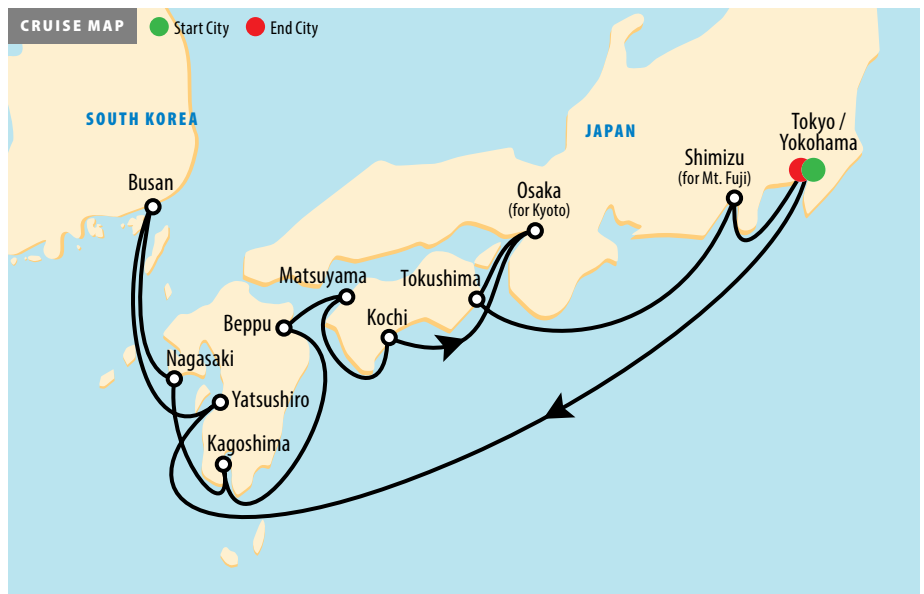 CRUISE MAP
Start City
End City
SOUTH KOREA
JAPAN
Tokyo /
Yokohama
Shimizu
(for Mt. Fuji)
Busan
Osaka
(for Kyoto)
Matsuyama
Tokushima
Beppu
Kochi
Nagasaki
Yatsushiro
Kagoshima